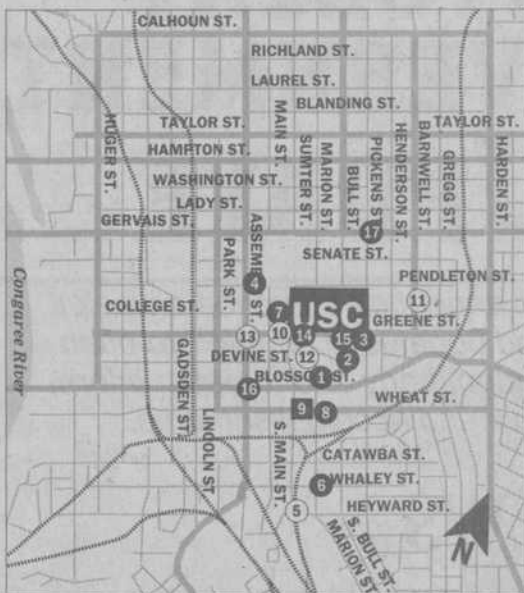 CALHOUN ST.
RICHLAND ST.
LAUREL ST.
BLANDING ST.
TAYLOR ST.
TAYLOR ST.
HUGER ST.
MAIN ST.
HAMPTON ST.
SUMTER ST.
MARION ST.
BULL ST.
PICKENS S
HENDERSON ST.
BARNWELL ST.
GREGG ST.
HARDEN ST.
WASHINGTON ST.
LADY ST.
GERVAIS ST.
17
SENATE ST.
PARK ST.
ASSEMB ST.
4
PENDLETON ST.
11
Congaree River
COLLEGE ST.
7
USC
GREENE ST.
13
10
14
15
3
GADSDEN ST.
DEVINE ST.
12
2
BLOSSO ST.
1
16
WHEAT ST.
9
8
LINCOLN ST
S. MAIN ST.
CATAWBA ST.
6
WHALEY ST.
5
HEYWARD ST.
S. BULL ST.
MARION ST.
N